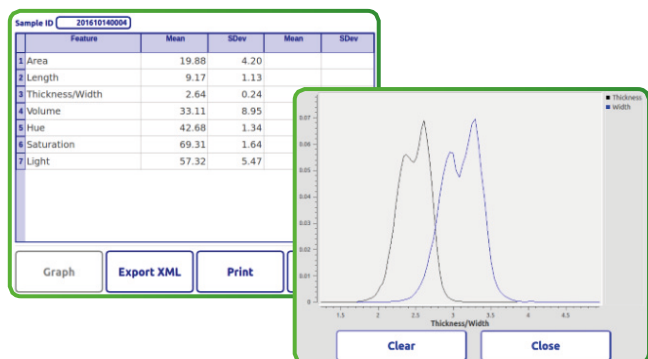 Sample ID 201610140004
Feature Mean SDev Mean SDev
1 Area 19.88 4.20
2 Length 9.17 1.13
3 Thickness/Width 2.64 0.24
4 Volume 33.11 8.95
5 Hue 42.68 1.34
6 Saturation 69.31 1.64
7 Light 57.32 5.47
Graph Export XML Print
Thickness
Width
0.07
0.06
0.05
0.04
0.03
0.02
0.01
0
1.5 2 2.5 3 3.5 4 4.5
Thickness/Width
Clear Close